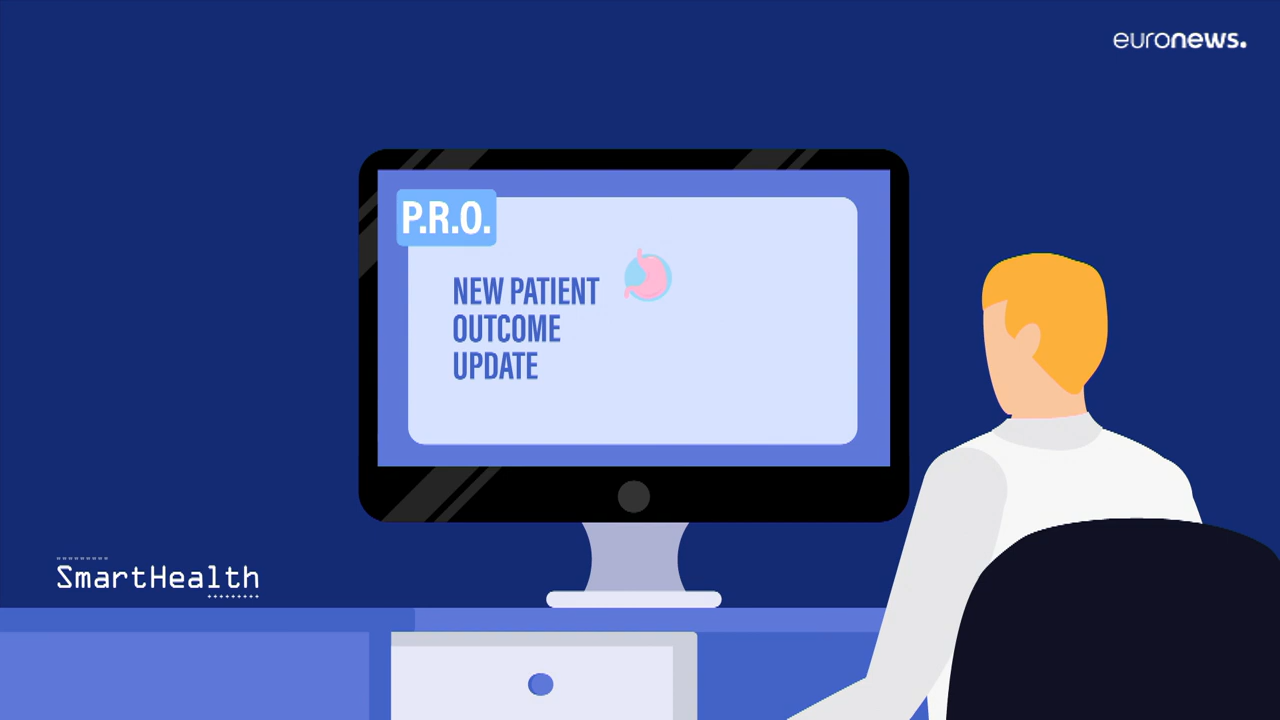 euronews.
P.R.O.
NEW PATIENT
OUTCOME
UPDATE
SmartHealth